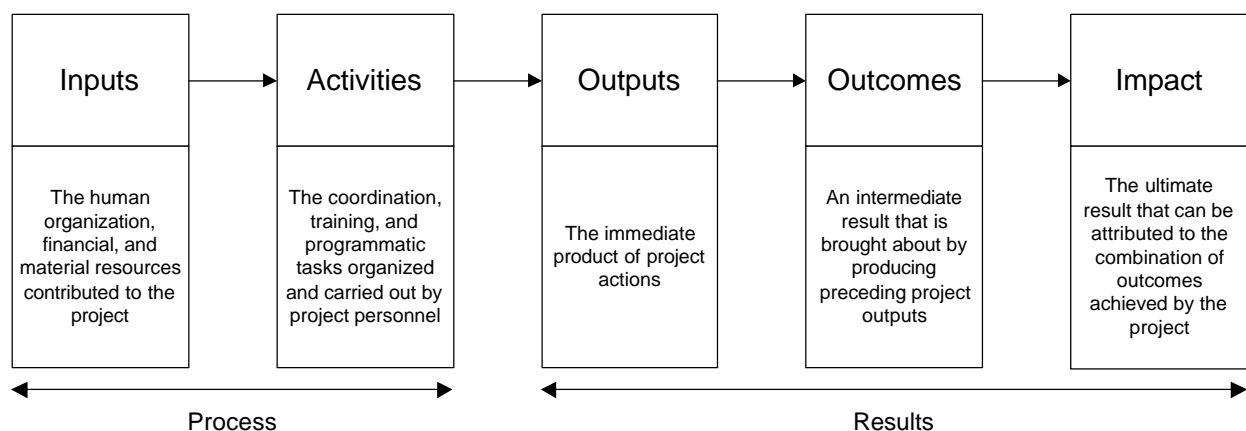 Inputs
Activities
Outputs
Outcomes
Impact
The human
organization,
financial, and
material resources
contributed to the
project
The coordination,
training, and
programmatic
tasks organized
and carried out by
project personnel
The immediate
product of project
actions
An intermediate
result that is
brought about by
producing
preceding project
outputs
The ultimate
result that can be
attributed to the
combination of
outcomes
achieved by the
project
Process
Results